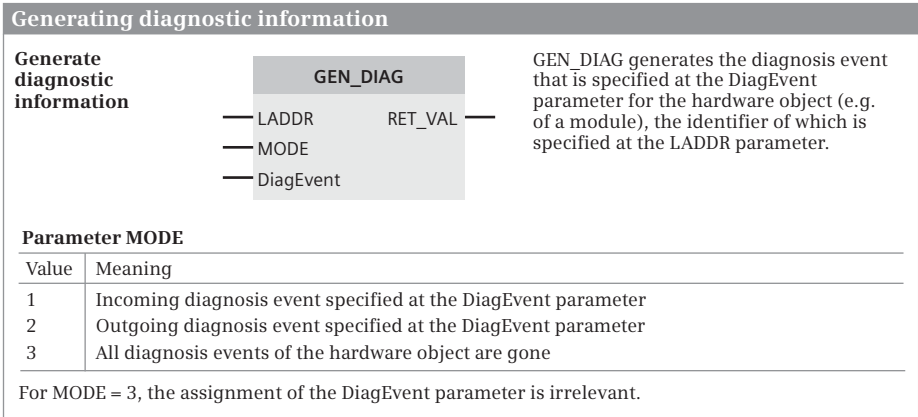 Generating diagnostic information
Generate
diagnostic
information
GEN_DIAG
LADDR RET_VAL
MODE
DiagEvent
GEN_DIAG generates the diagnosis event
that is specified at the DiagEvent
parameter for the hardware object (e.g.
of a module), the identifier of which is
specified at the LADDR parameter.
Parameter MODE
Value Meaning
1 Incoming diagnosis event specified at the DiagEvent parameter
2 Outgoing diagnosis event specified at the DiagEvent parameter
3 All diagnosis events of the hardware object are gone
For MODE = 3, the assignment of the DiagEvent parameter is irrelevant.